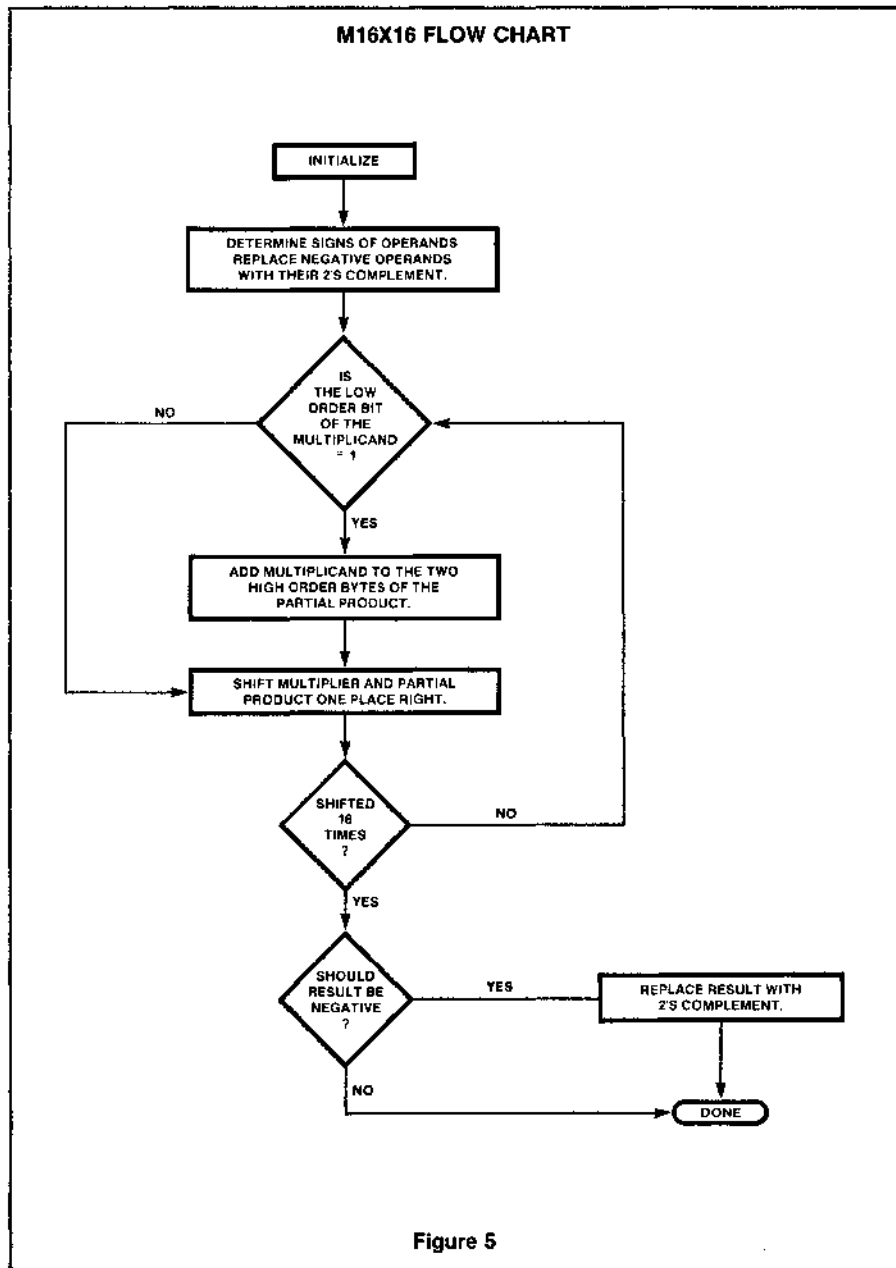 M16X16 FLOW CHART
INITIALIZE
DETERMINE SIGNS OF OPERANDS
REPLACE NEGATIVE OPERANDS
WITH THEIR 2'S COMPLEMENT.
IS
THE LOW
ORDER BIT
OF THE
MULTIPLICAND
= 1
NO
YES
ADD MULTIPLICAND TO THE TWO
HIGH ORDER BYTES OF THE
PARTIAL PRODUCT.
SHIFT MULTIPLIER AND PARTIAL
PRODUCT ONE PLACE RIGHT.
SHIFTED
16
TIMES
?
NO
YES
SHOULD
RESULT BE
NEGATIVE
?
YES
REPLACE RESULT WITH
2'S COMPLEMENT.
NO
DONE
Figure 5